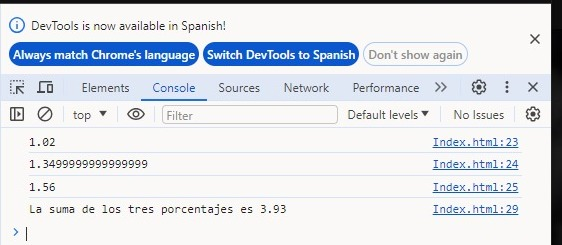 DevTools is now available in Spanish!
Always match Chrome's language Switch DevTools to Spanish Don't show again
Elements Console Sources Network Performance
top Filter Default levels No Issues
1.02 Index.html:23
1.3499999999999999 Index.html:24
1.56 Index.html:25
La suma de los tres porcentajes es 3.93 Index.html:29